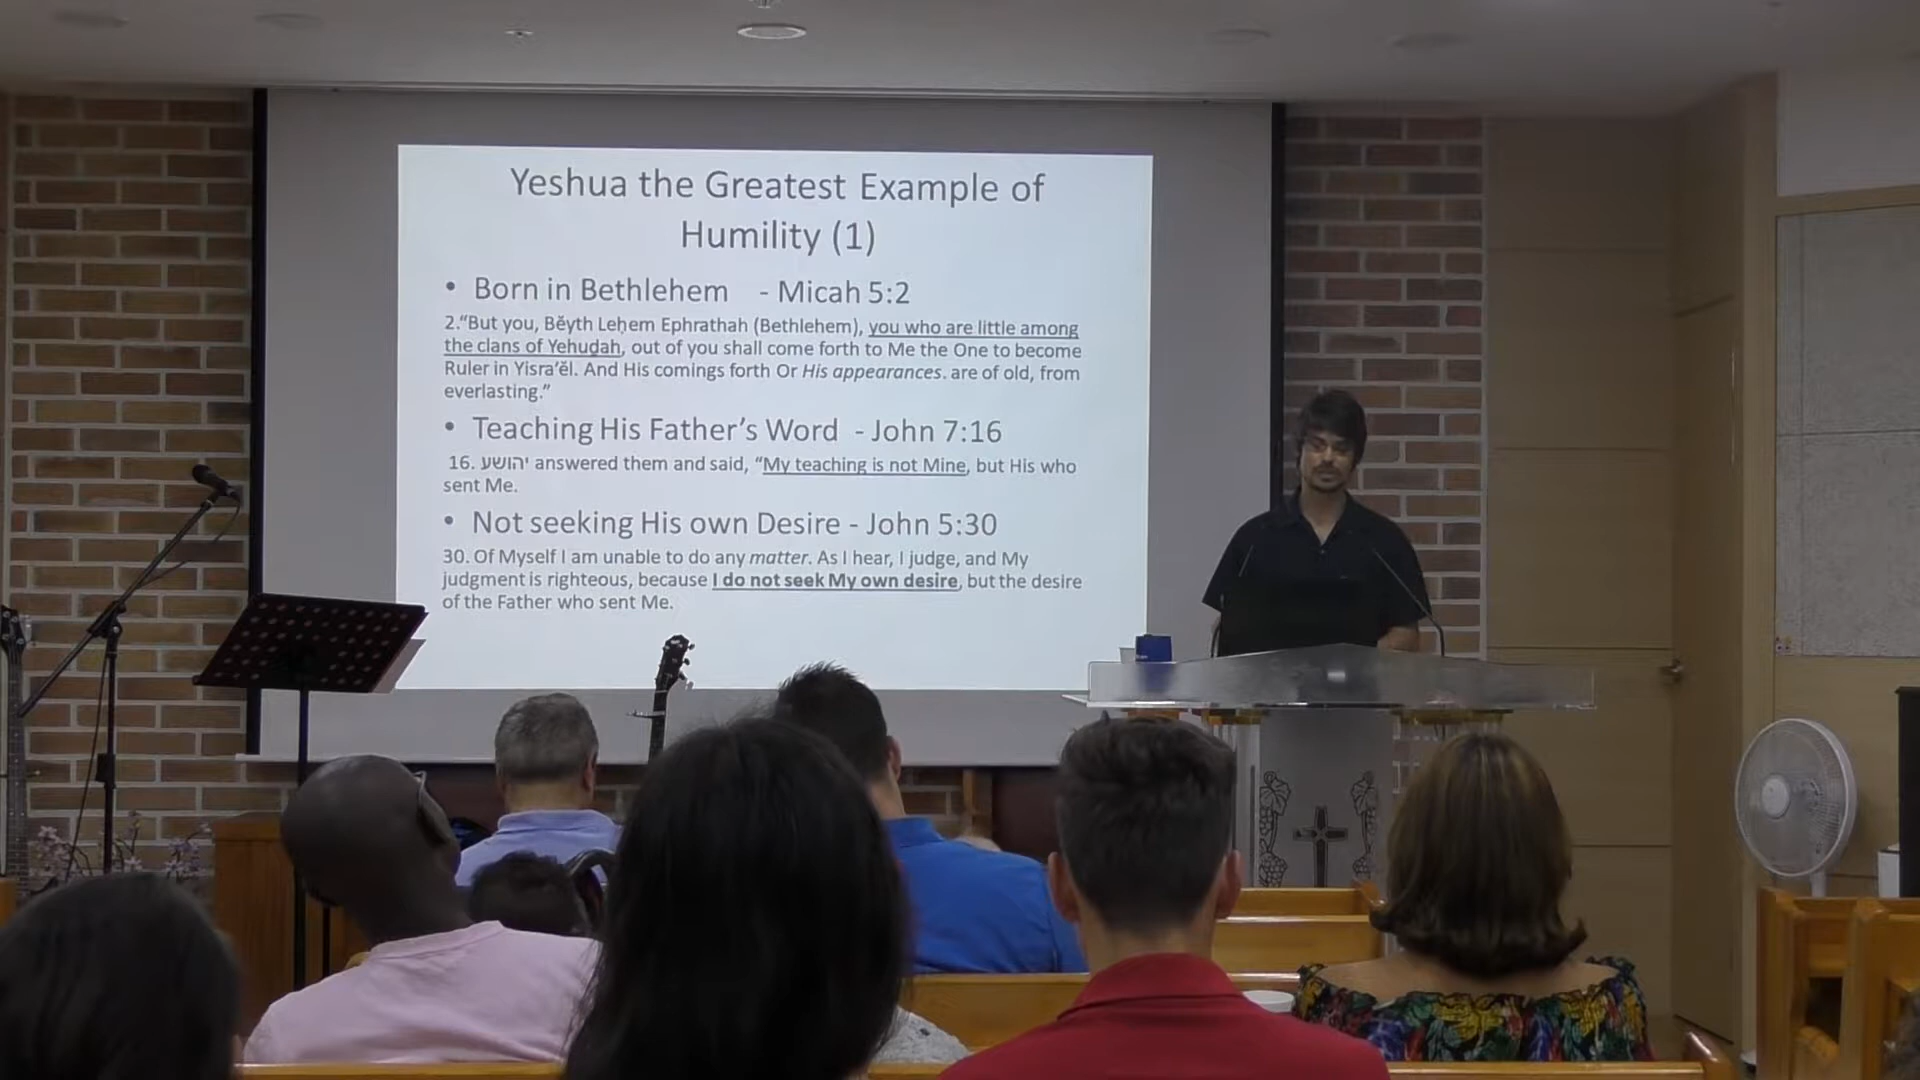 Yeshua the Greatest Example of
Humility (1)
• Born in Bethlehem - Micah 5:2
2.“But you, Bĕyth Leḥem Ephrathah (Bethlehem), you who are little among
the clans of Yehuḏah, out of you shall come forth to Me the One to become
Ruler in Yisra’ĕl. And His comings forth Or His appearances. are of old, from
everlasting.”
• Teaching His Father’s Word - John 7:16
16. יהושע answered them and said, “My teaching is not Mine, but His who
sent Me.
• Not seeking His own Desire - John 5:30
30. Of Myself I am unable to do any matter. As I hear, I judge, and My
judgment is righteous, because I do not seek My own desire, but the desire
of the Father who sent Me.